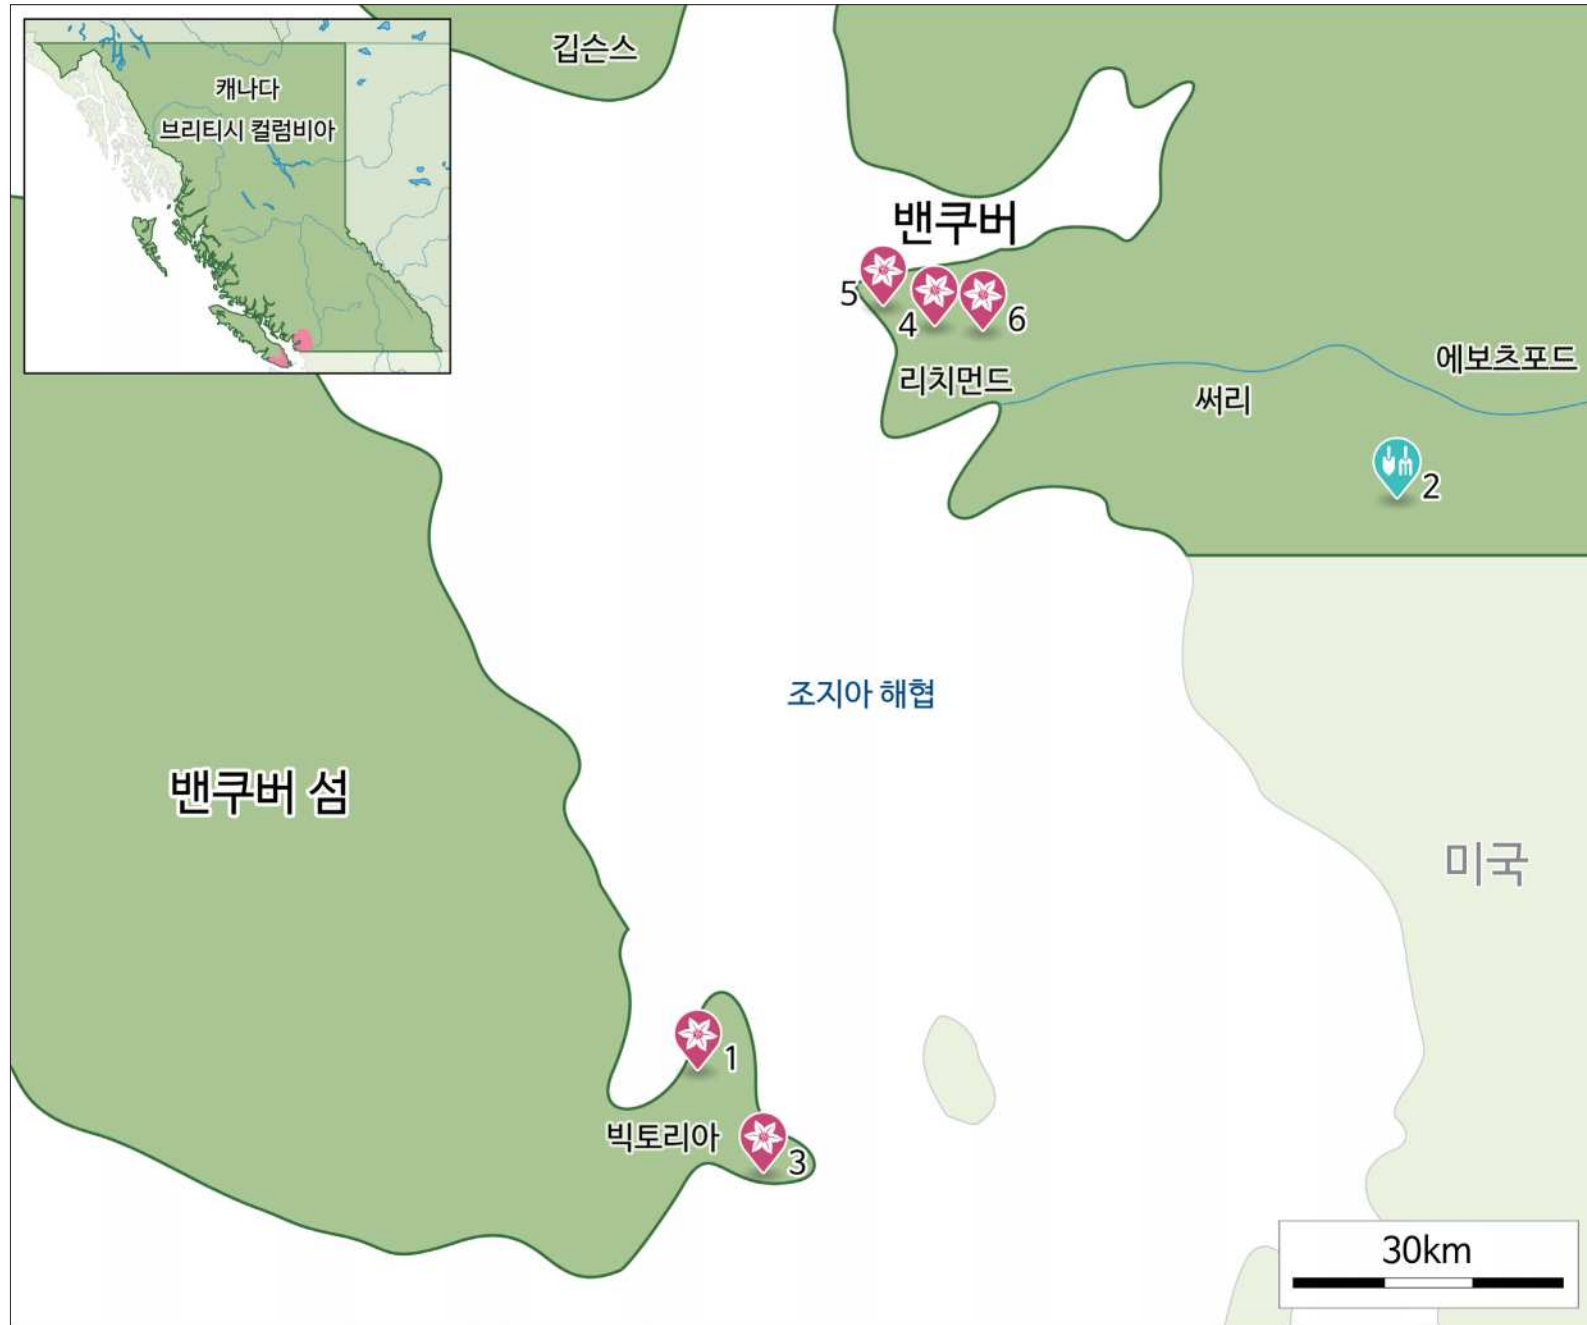 깁슨스
캐나다
브리티시 컬럼비아
밴쿠버
5
4
6
리치먼드
에보츠포드
써리
2
조지아 해협
밴쿠버 섬
미국
1
빅토리아
3
30km